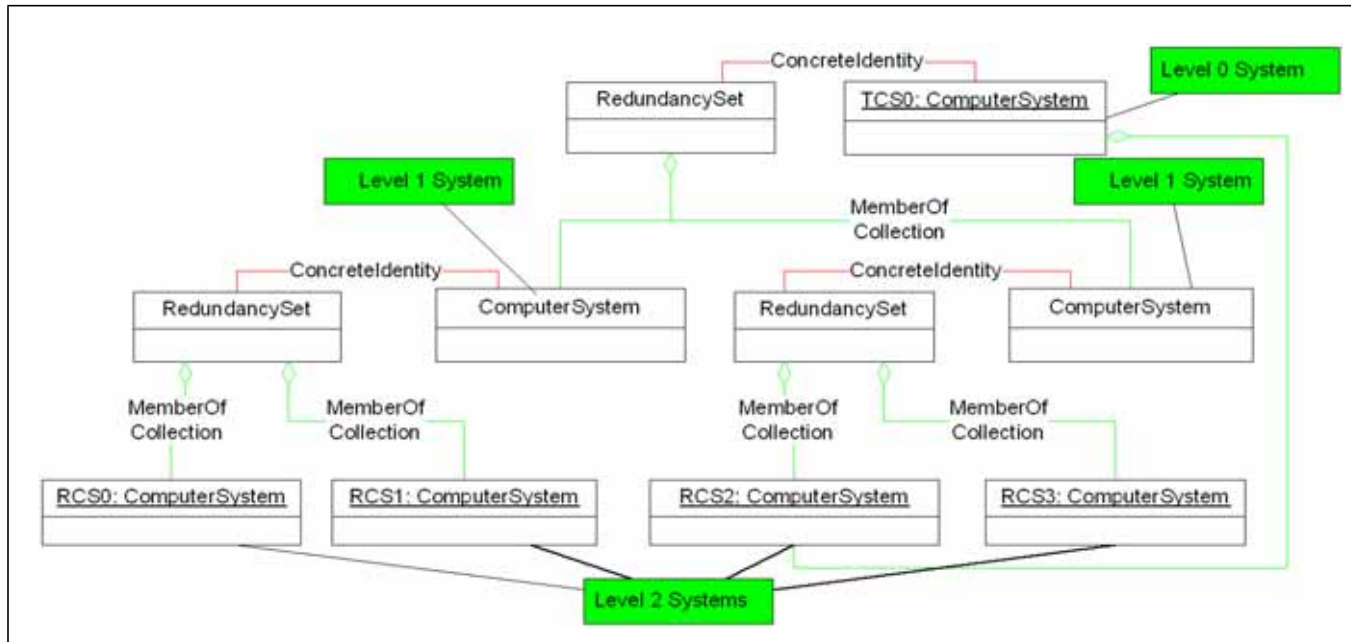 ConcreteIdentity
Level 0 System
RedundancySet
TCS0: ComputerSystem
Level 1 System
Level 1 System
MemberOf
Collection
ConcreteIdentity
ConcreteIdentity
RedundancySet
ComputerSystem
RedundancySet
ComputerSystem
MemberOf
Collection
MemberOf
Collection
MemberOf
Collection
MemberOf
Collection
RCS0: ComputerSystem
RCS1: ComputerSystem
RCS2: ComputerSystem
RCS3: ComputerSystem
Level 2 Systems